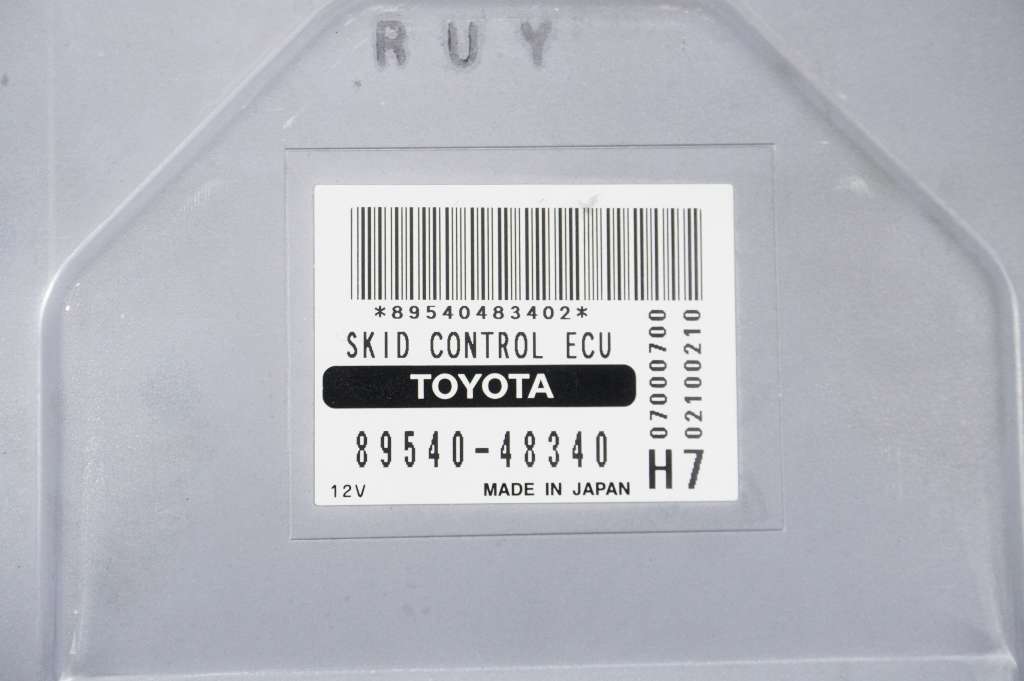 RUY
*89540483402*
SKID CONTROL ECU
TOYOTA
89540-48340
12V MADE IN JAPAN
07000700
02100210
H7